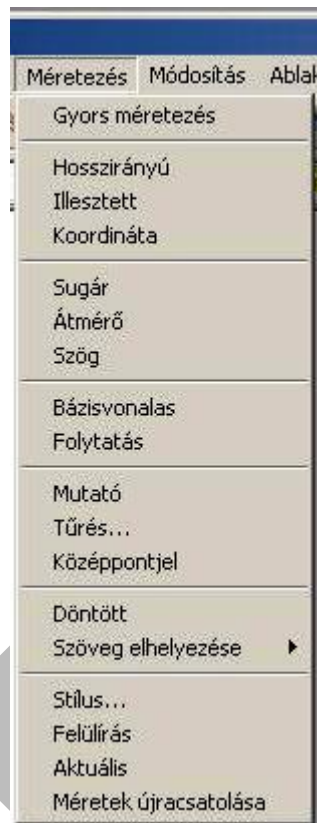 Méretezés Módosítás Ablak
Gyors méretezés
Hosszirányú
Illesztett
Koordináta
Sugár
Átmérő
Szög
Bázisvonalas
Folytatás
Mutató
Tűrés...
Középpontjel
Döntött
Szöveg elhelyezése
Stílus...
Felülírás
Aktuális
Méretek újracsatolása